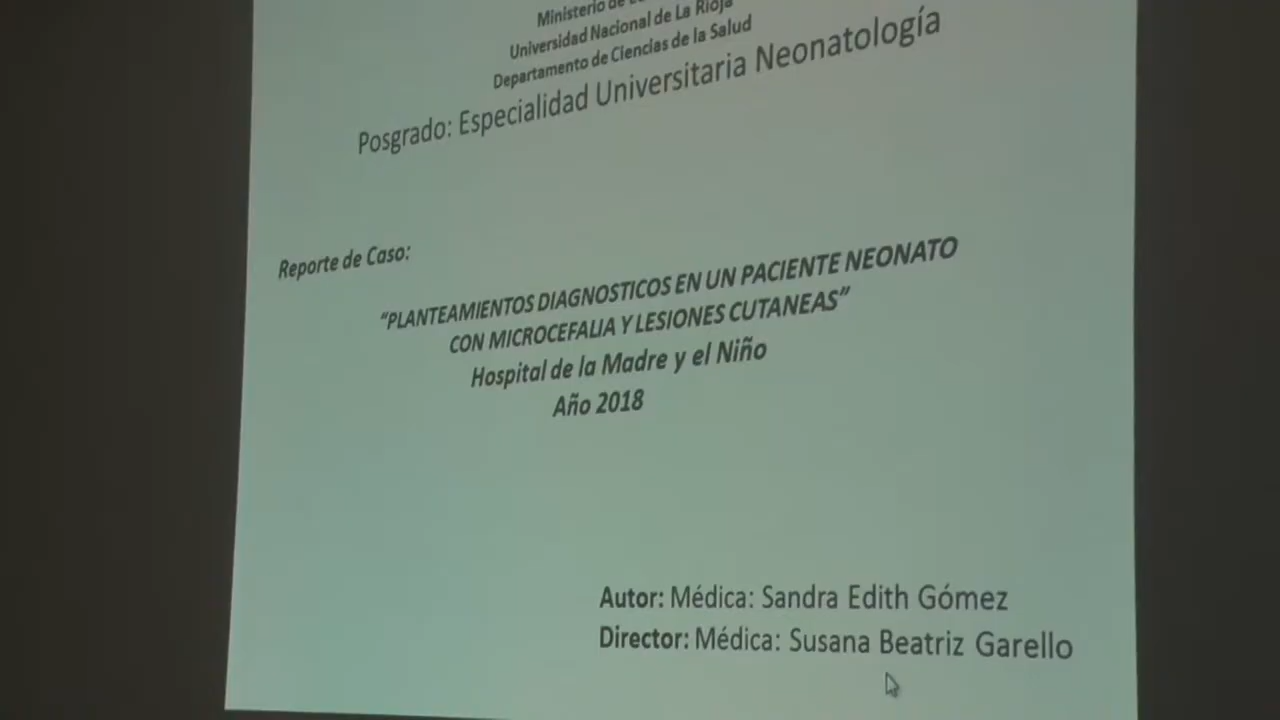 Ministerio de
Universidad Nacional de La Rioja
Departamento de Ciencias de la Salud
Posgrado: Especialidad Universitaria Neonatología
Reporte de Caso:
“PLANTEAMIENTOS DIAGNOSTICOS EN UN PACIENTE NEONATO
CON MICROCEFALIA Y LESIONES CUTANEAS”
Hospital de la Madre y el Niño
Año 2018
Autor: Médica: Sandra Edith Gómez
Director: Médica: Susana Beatriz Garello